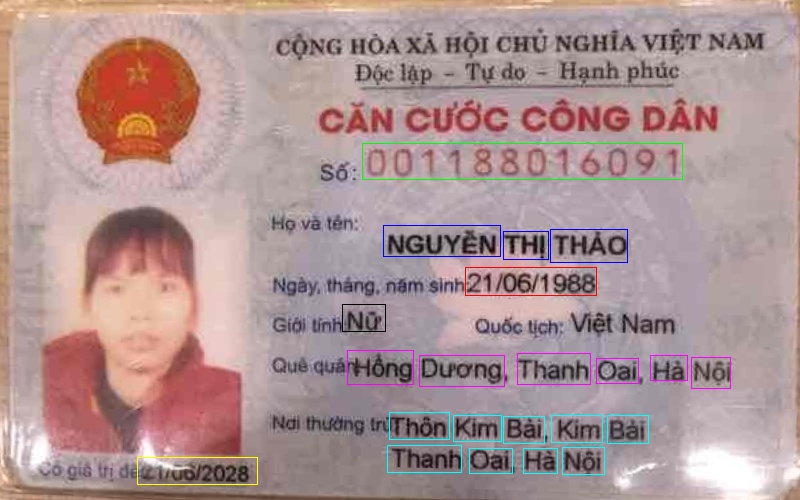 CỘNG HÒA XÃ HỘI CHỦ NGHĨA VIỆT NAM
Độc lập - Tự do - Hạnh phúc
CĂN CƯỚC CÔNG DÂN
Số: 001188016091
Họ và tên:
NGUYỄN THỊ THẢO
Ngày, tháng, năm sinh: 21/06/1988
Giới tính: Nữ Quốc tịch: Việt Nam
Quê quán: Hồng Dương, Thanh Oai, Hà Nội
Nơi thường trú: Thôn Kim Bài, Kim Bài
Thanh Oai, Hà Nội
Có giá trị đến: 21/06/2028